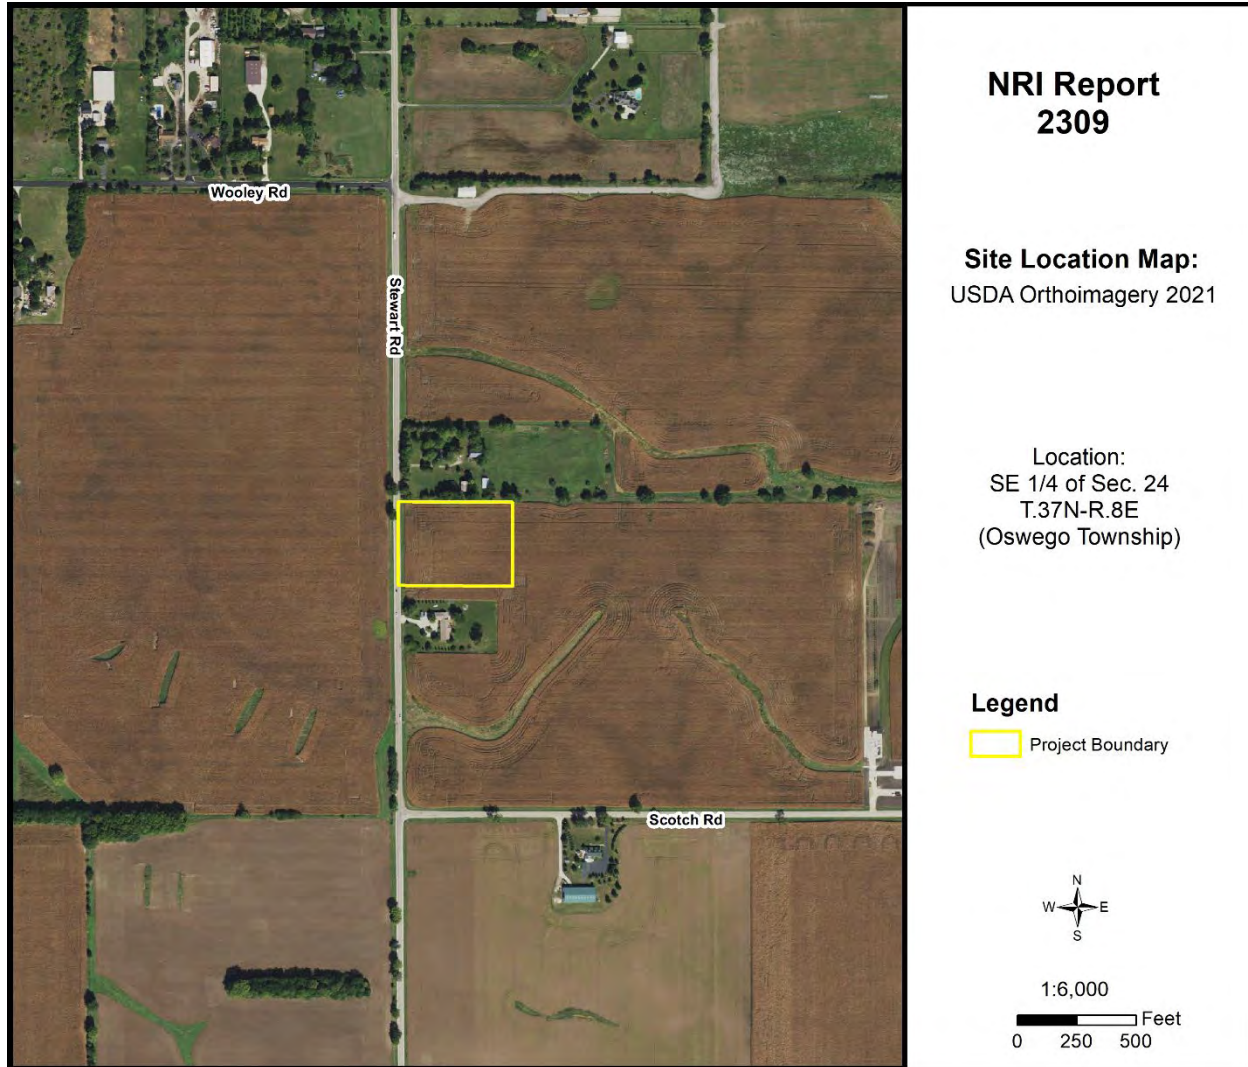 NRI Report
2309
Site Location Map:
USDA Orthoimagery 2021
Location:
SE 1/4 of Sec. 24
T.37N-R.8E
(Oswego Township)
Legend
Project Boundary
N
W E
S
1:6,000
Feet
0 250 500
Wooley Rd
Stewart Rd
Scotch Rd